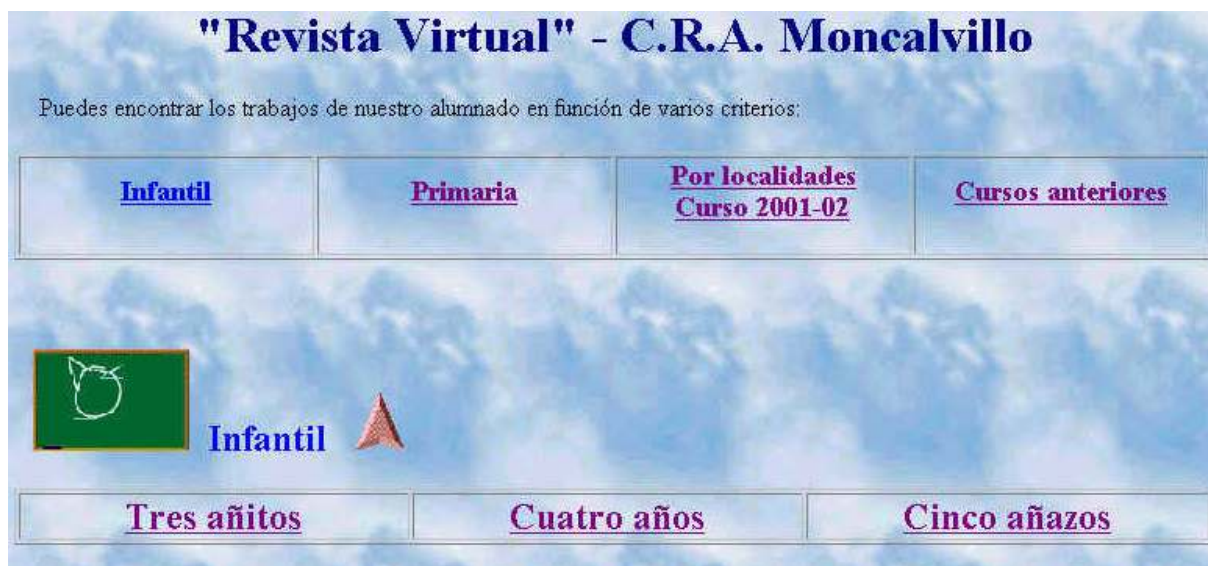 "Revista Virtual" - C.R.A. Moncalvillo
Puedes encontrar los trabajos de nuestro alumnado en función de varios criterios:
Infantil
Primaria
Por localidades
Curso 2001-02
Cursos anteriores
Infantil
Tres añitos
Cuatro años
Cinco añazos